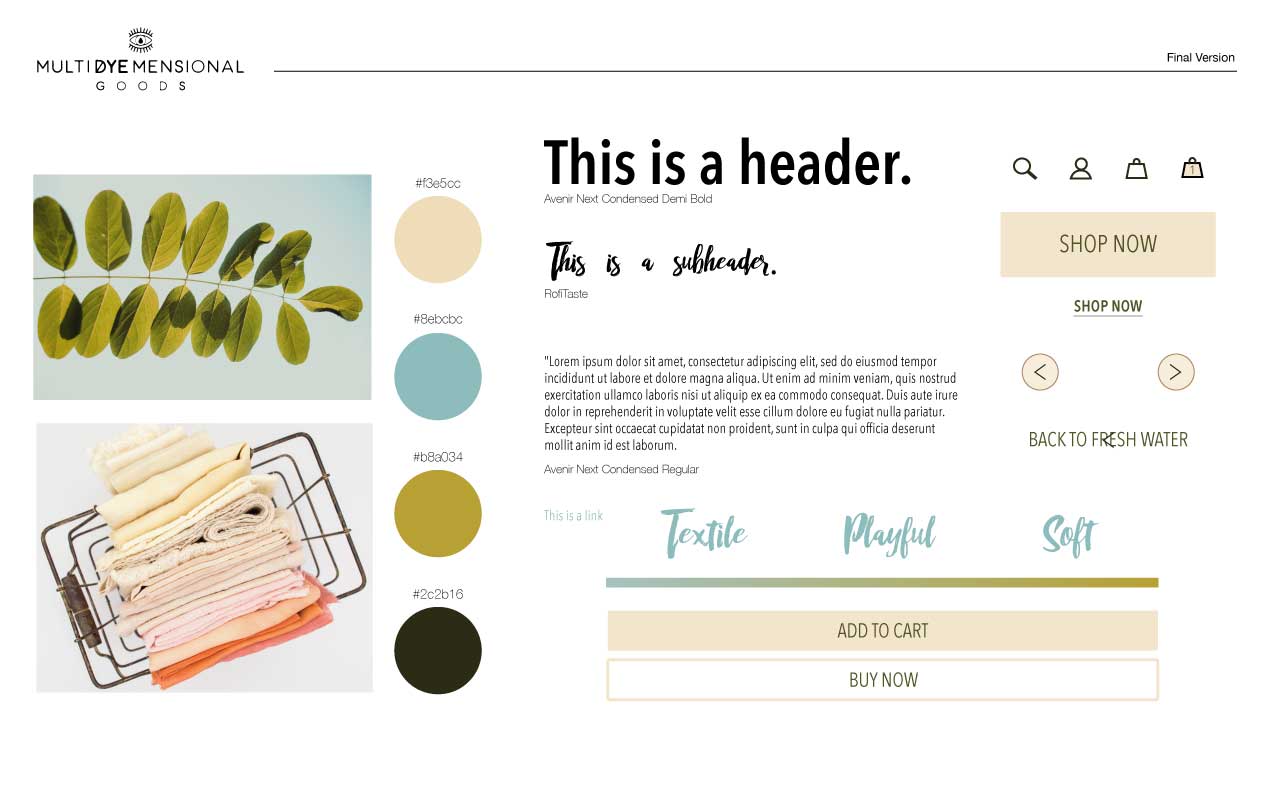 MULTIDYEMENSIONAL
GOODS
Final Version
#f3e5cc
#8ebcbc
#b8a034
#2c2b16
This is a header.
Avenir Next Condensed Demi Bold
This is a subheader.
RofiTaste
"Lorem ipsum dolor sit amet, consectetur adipiscing elit, sed do eiusmod tempor
incididunt ut labore et dolore magna aliqua. Ut enim ad minim veniam, quis nostrud
exercitation ullamco laboris nisi ut aliquip ex ea commodo consequat. Duis aute irure
dolor in reprehenderit in voluptate velit esse cillum dolore eu fugiat nulla pariatur.
Excepteur sint occaecat cupidatat non proident, sunt in culpa qui officia deserunt
mollit anim id est laborum.
Avenir Next Condensed Regular
This is a link
Textile Playful Soft
1
SHOP NOW
SHOP NOW
< >
BACK TO FRESH WATER
ADD TO CART
BUY NOW